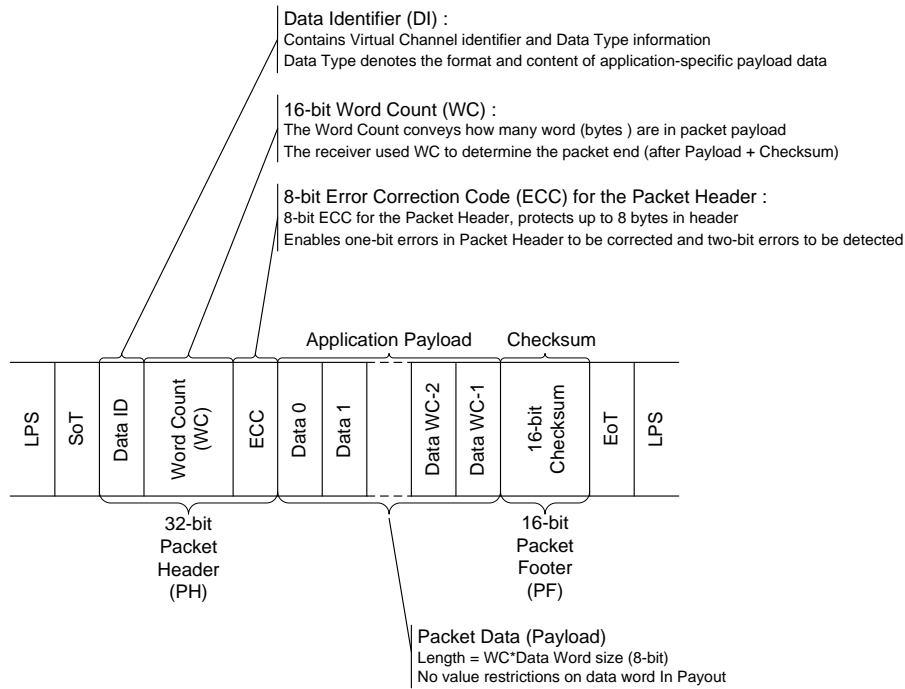 Data Identifier (DI) :
Contains Virtual Channel identifier and Data Type information
Data Type denotes the format and content of application-specific payload data
16-bit Word Count (WC) :
The Word Count conveys how many word (bytes ) are in packet payload
The receiver used WC to determine the packet end (after Payload + Checksum)
8-bit Error Correction Code (ECC) for the Packet Header :
8-bit ECC for the Packet Header, protects up to 8 bytes in header
Enables one-bit errors in Packet Header to be corrected and two-bit errors to be detected
Application Payload
Checksum
LPS
SoT
Data ID
Word Count
(WC)
ECC
Data 0
Data 1
Data WC-2
Data WC-1
16-bit
Checksum
EoT
LPS
32-bit
Packet
Header
(PH)
16-bit
Packet
Footer
(PF)
Packet Data (Payload)
Length = WC*Data Word size (8-bit)
No value restrictions on data word In Payout